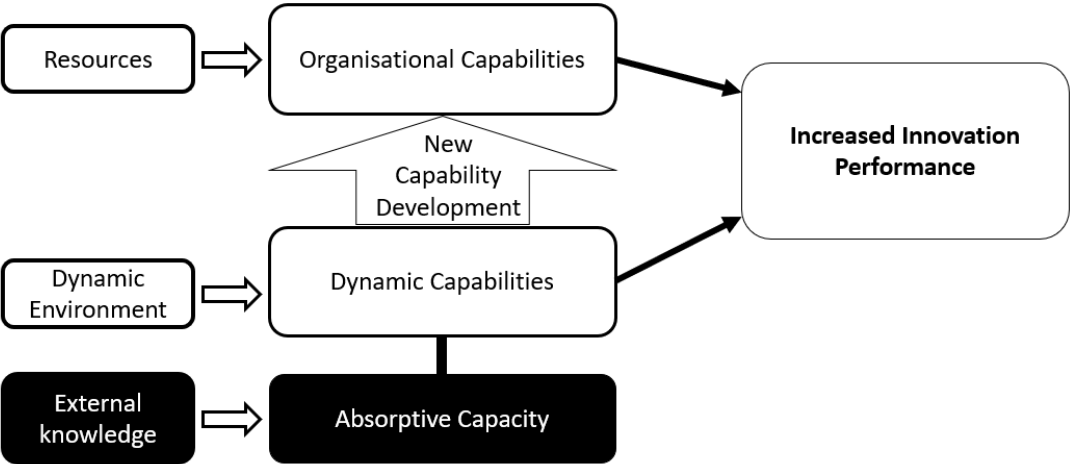 Resources
Organisational Capabilities
Increased Innovation
Performance
New
Capability
Development
Dynamic
Environment
Dynamic Capabilities
External
knowledge
Absorptive Capacity